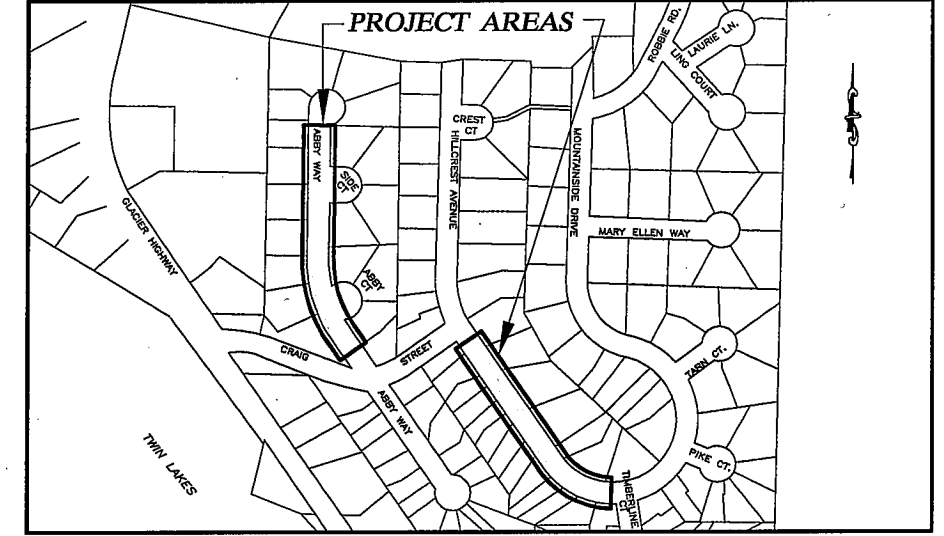 PROJECT AREAS
ROBBIE RD.
LAURIE LN.
LING COURT
CREST
CT
ABBY WAY
SIDE
CT
HILLCREST AVENUE
MOUNTAINSIDE DRIVE
MARY ELLEN WAY
GLACIER HIGHWAY
ABBY
CT
CRAIG
STREET
TARN CT.
ABBY WAY
TWIN LAKES
PIKE CT.
TIMBERLINE
CT